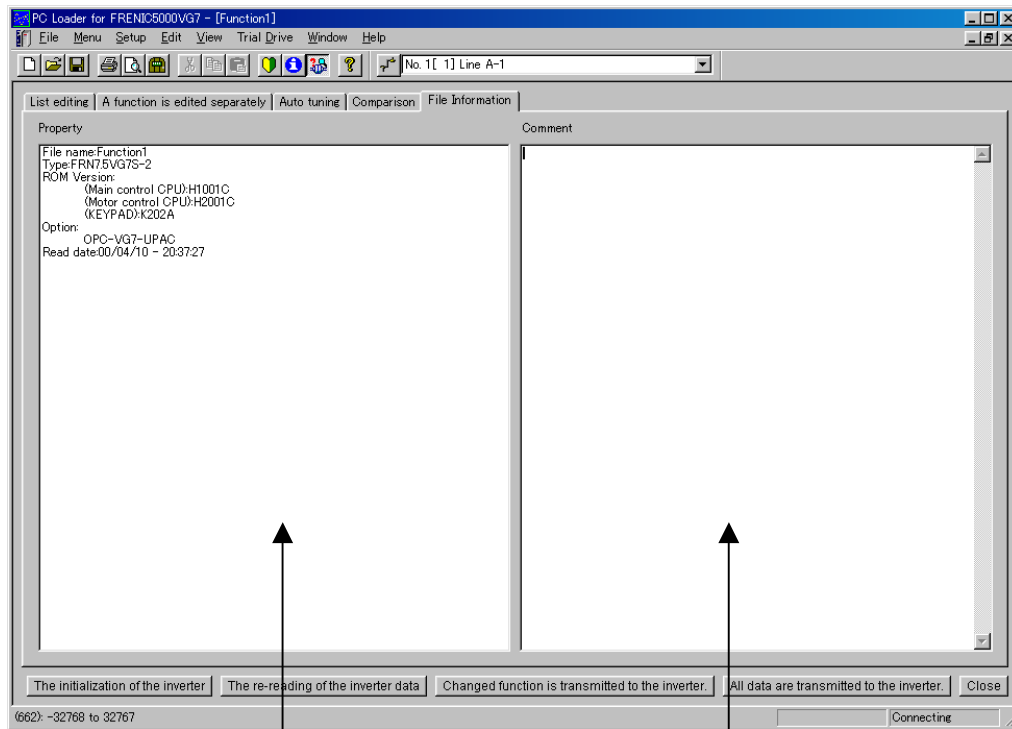 PC Loader for FRENIC5000VG7 - [Function1]
File Menu Setup Edit View Trial Drive Window Help
No. 1[ 1] Line A-1
List editing A function is edited separately Auto tuning Comparison File Information
Property
Comment
File name:Function1
Type:FRN7.5VG7S-2
ROM Version:
(Main control CPU):H1001C
(Motor control CPU):H2001C
(KEYPAD):K202A
Option:
OPC-VG7-UPAC
Read date:00/04/10 - 20:37:27
The initialization of the inverter The re-reading of the inverter data Changed function is transmitted to the inverter. All data are transmitted to the inverter. Close
(662): -32768 to 32767
Connecting